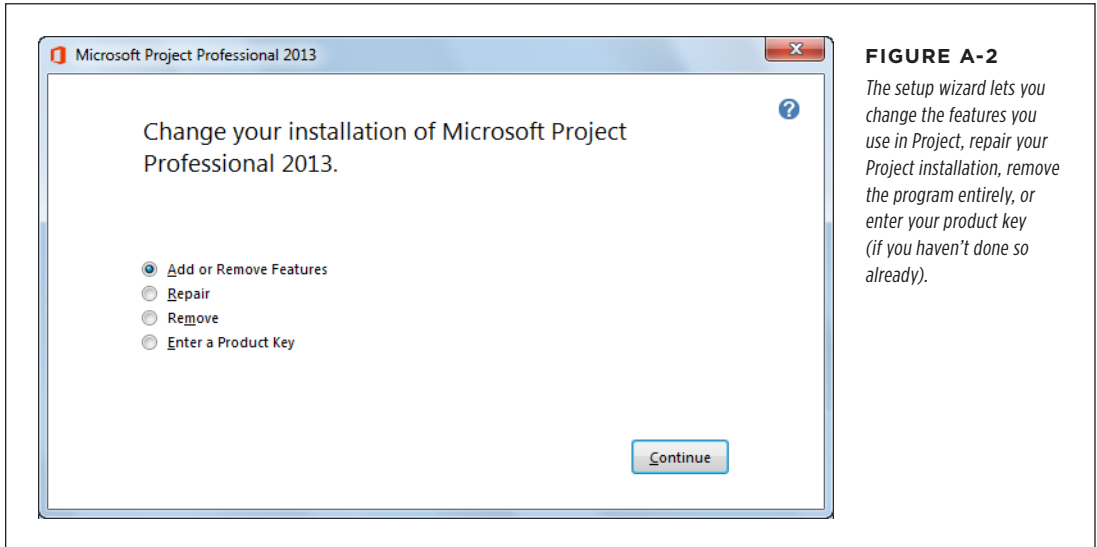 Microsoft Project Professional 2013
Change your installation of Microsoft Project
Professional 2013.
Add or Remove Features
Repair
Remove
Enter a Product Key
Continue
FIGURE A-2
The setup wizard lets you
change the features you
use in Project, repair your
Project installation, remove
the program entirely, or
enter your product key
(if you haven’t done so
already).